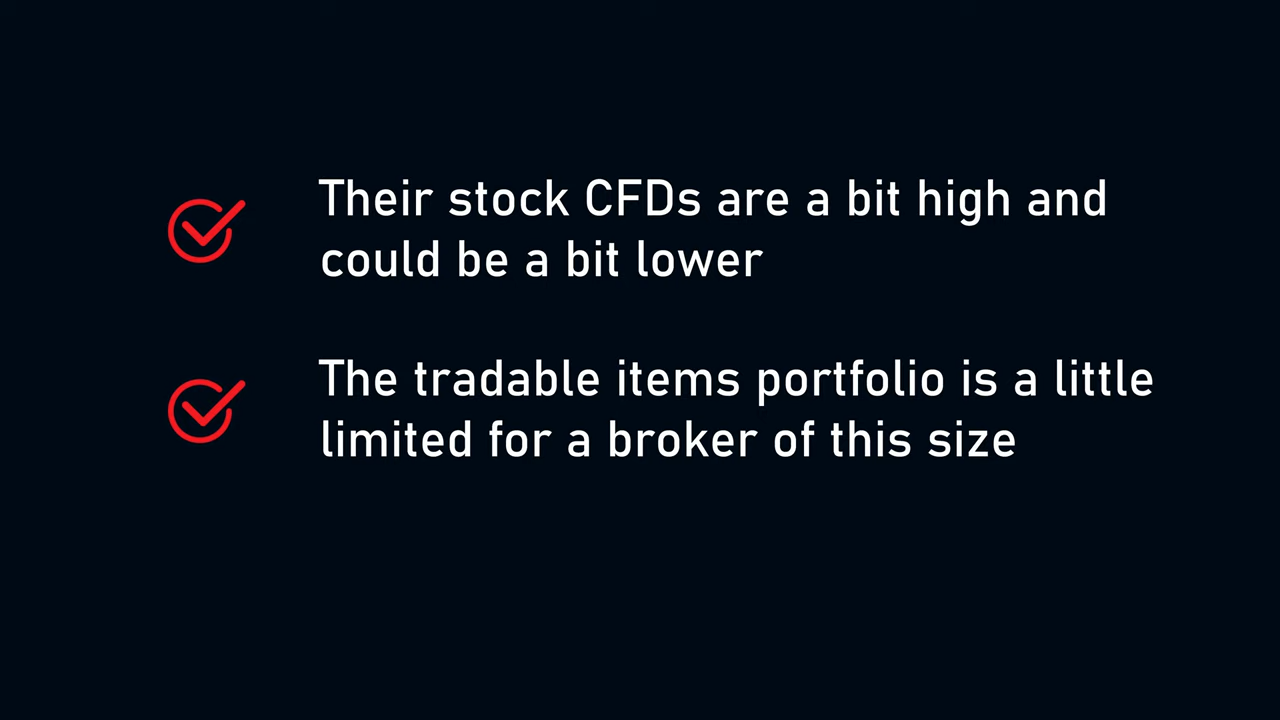 Their stock CFDs are a bit high and
could be a bit lower
The tradable items portfolio is a little
limited for a broker of this size